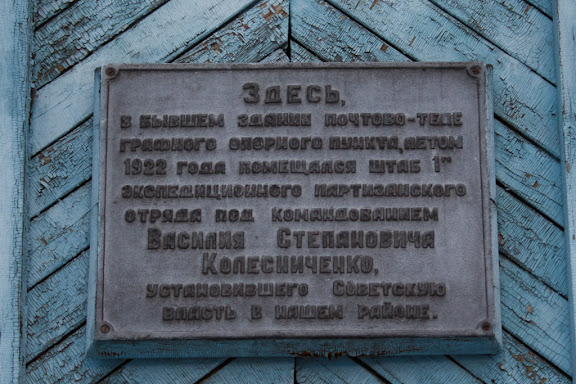 Здесь,
в бывшем здании почтово-теле
графного опорного пункта, летом
1922 года помещался штаб 1го
экспедиционного партизанского
отряда под командованием
Василия Степановича
Колесниченко,
установившего Советскую
власть в нашем районе.